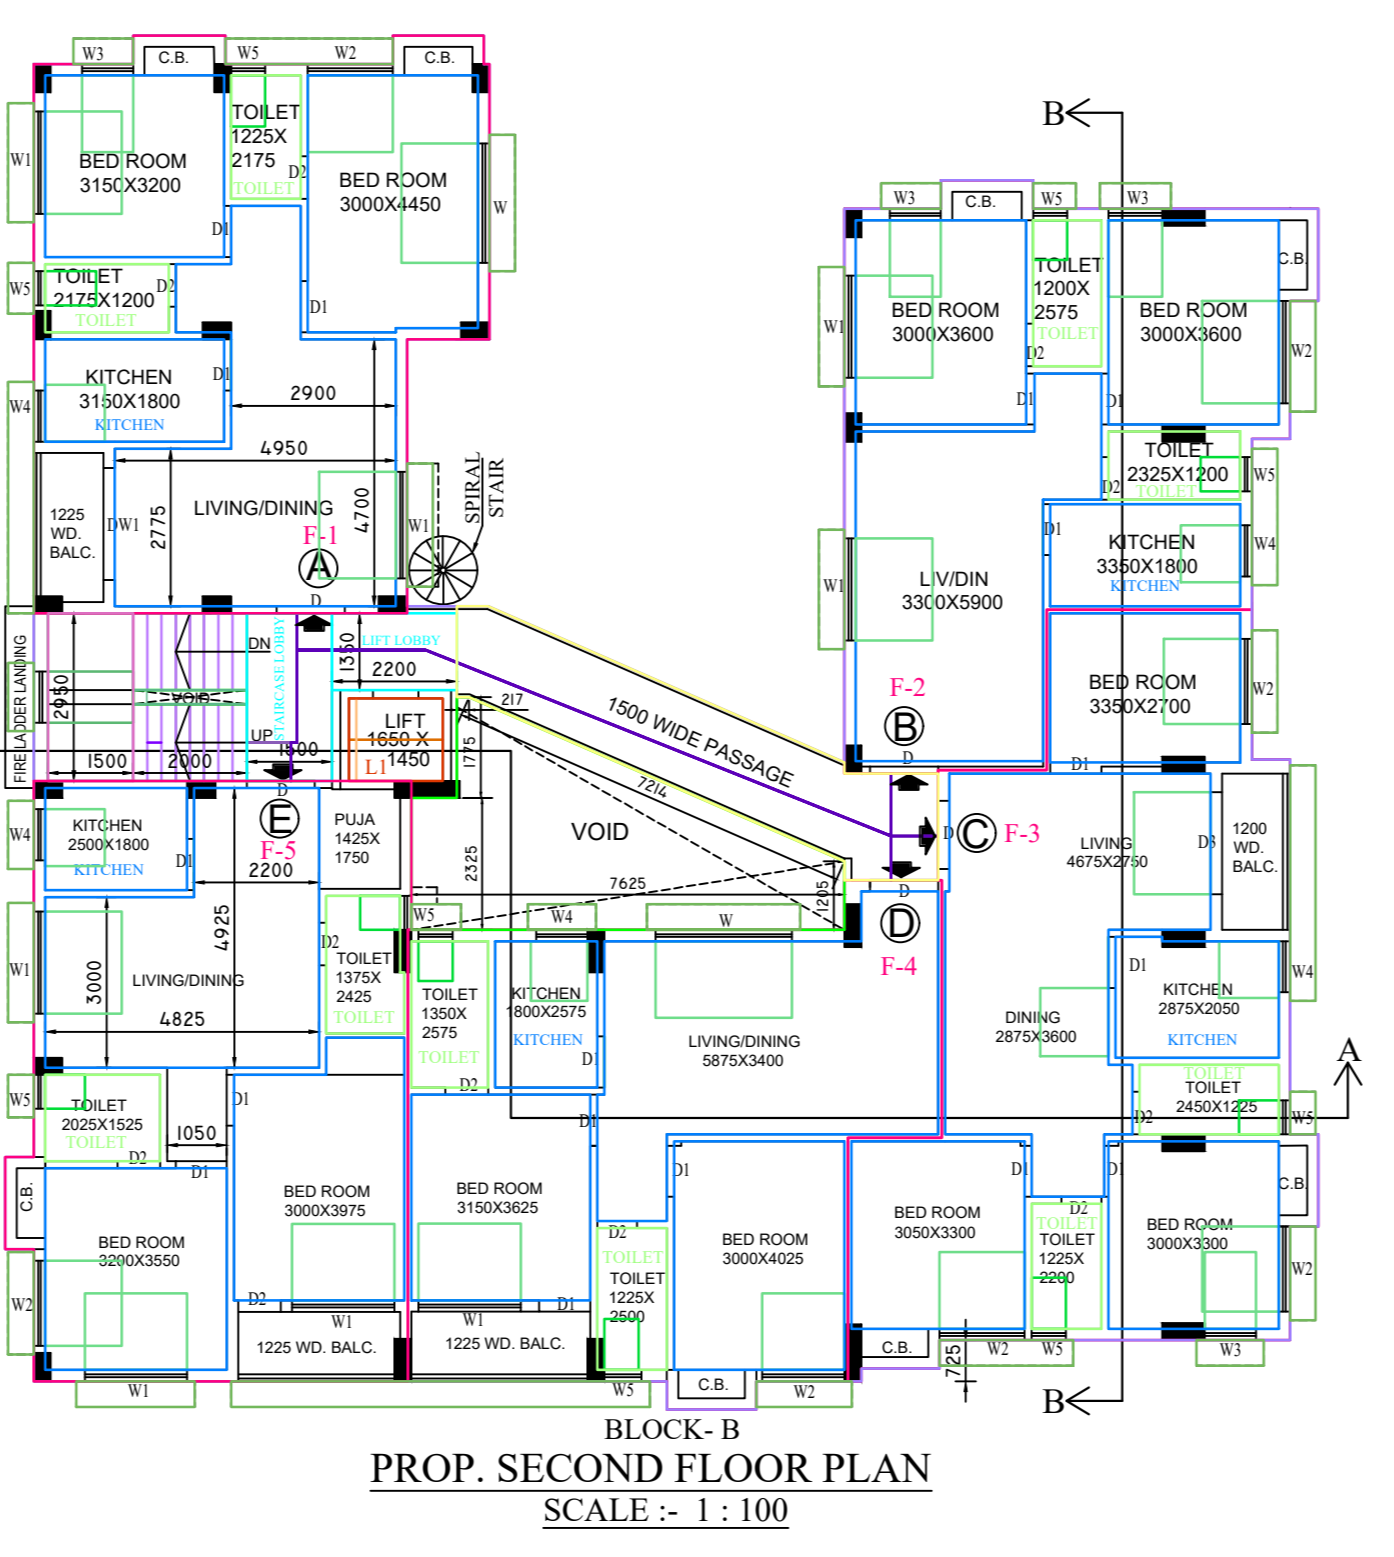 W3
C.B.
W5
W2
C.B.
W1
BED ROOM
3150X3200
TOILET
1225X
2175
TOILET
D2
BED ROOM
3000X4450
W
D1
W5
TOILET
2175X1200
TOILET
D2
D1
KITCHEN
3150X1800
KITCHEN
D1
W4
2900
4950
1225
WD.
BALC.
DW1
2775
LIVING/DINING
4700
F-1
A
D
W1
SPIRAL
STAIR
B
W3
C.B.
W5
W3
C.B.
W1
BED ROOM
3000X3600
TOILET
1200X
2575
TOILET
D2
BED ROOM
3000X3600
W2
D1
D1
TOILET
2325X1200
TOILET
D2
W5
D1
KITCHEN
3350X1800
KITCHEN
W4
W1
LIV/DIN
3300X5900
F-2
B
D
BED ROOM
3350X2700
W2
D1
FIRE LADDER LANDING
2950
VOID
DN
UP
STAIRCASE LOBBY
1350
LIFT LOBBY
2200
LIFT
1650 X
1450
L1
1500
2000
1500
217
1775
1500 WIDE PASSAGE
7214
VOID
2325
7625
1205
D
E
F-5
PUJA
1425X
1750
W4
KITCHEN
2500X1800
KITCHEN
D1
2200
4925
W1
3000
LIVING/DINING
4825
D2
TOILET
1375X
2425
TOILET
D
C
F-3
LIVING
4675X2750
D3
1200
WD.
BALC.
D
D
F-4
W5
W4
W
TOILET
1350X
2575
TOILET
D2
KITCHEN
1800X2575
KITCHEN
D1
LIVING/DINING
5875X3400
DINING
2875X3600
D1
KITCHEN
2875X2050
KITCHEN
W4
A
TOILET
TOILET
2450X1225
D2
W5
W5
TOILET
2025X1525
TOILET
D2
1050
D1
D1
C.B.
BED ROOM
3200X3550
W2
W1
BED ROOM
3000X3975
D2
W1
1225 WD. BALC.
BED ROOM
3150X3625
D1
W1
D1
1225 WD. BALC.
D2
TOILET
TOILET
1225X
2500
W5
D1
BED ROOM
3000X4025
C.B.
W2
BED ROOM
3050X3300
D1
C.B.
725
W2
D2
TOILET
TOILET
1225X
2200
W5
D1
BED ROOM
3000X3300
C.B.
W2
W3
B
BLOCK- B
PROP. SECOND FLOOR PLAN
SCALE :- 1 : 100